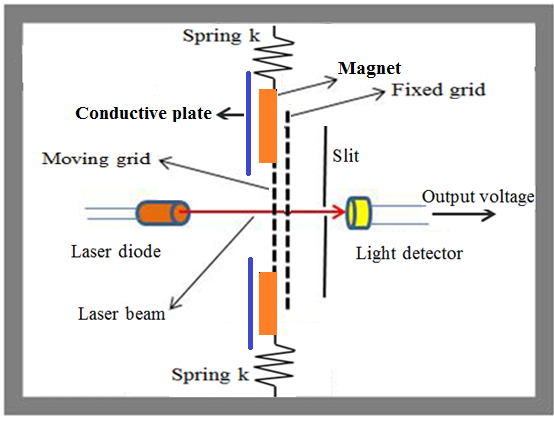 Spring k
Magnet
Fixed grid
Conductive plate
Moving grid
Slit
Output voltage
Laser diode
Light detector
Laser beam
Spring k